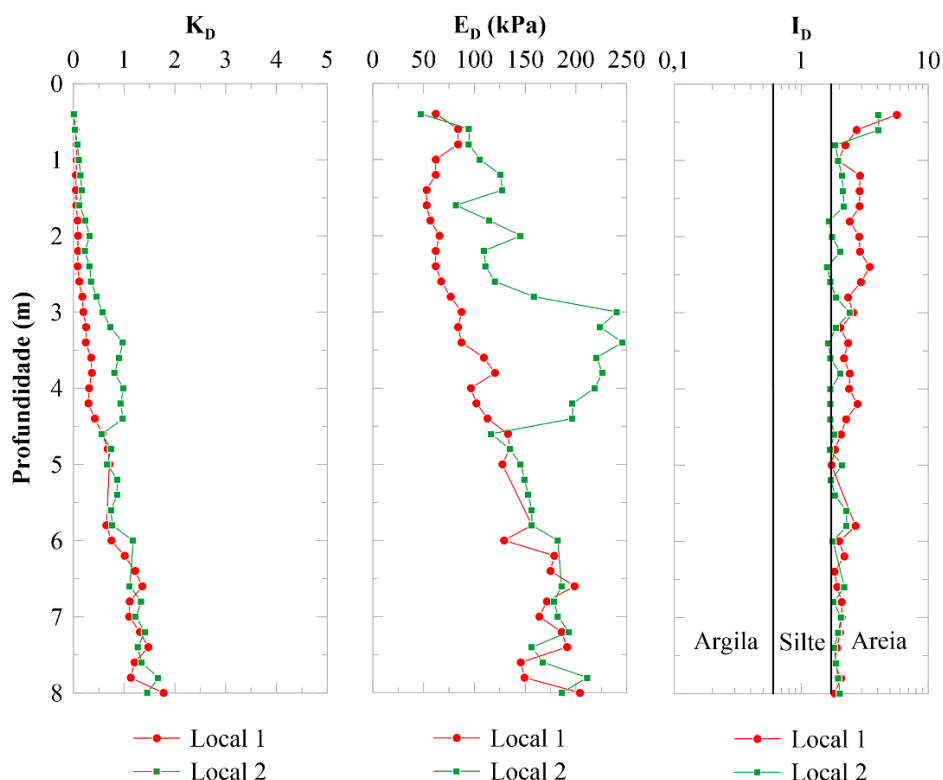 K_D
0 1 2 3 4 5
E_D (kPa)
0 50 100 150 200 250
I_D
0,1 1 10
Profundidade (m)
0
1
2
3
4
5
6
7
8
Argila Silte Areia
Local 1
Local 2
Local 1
Local 2
Local 1
Local 2